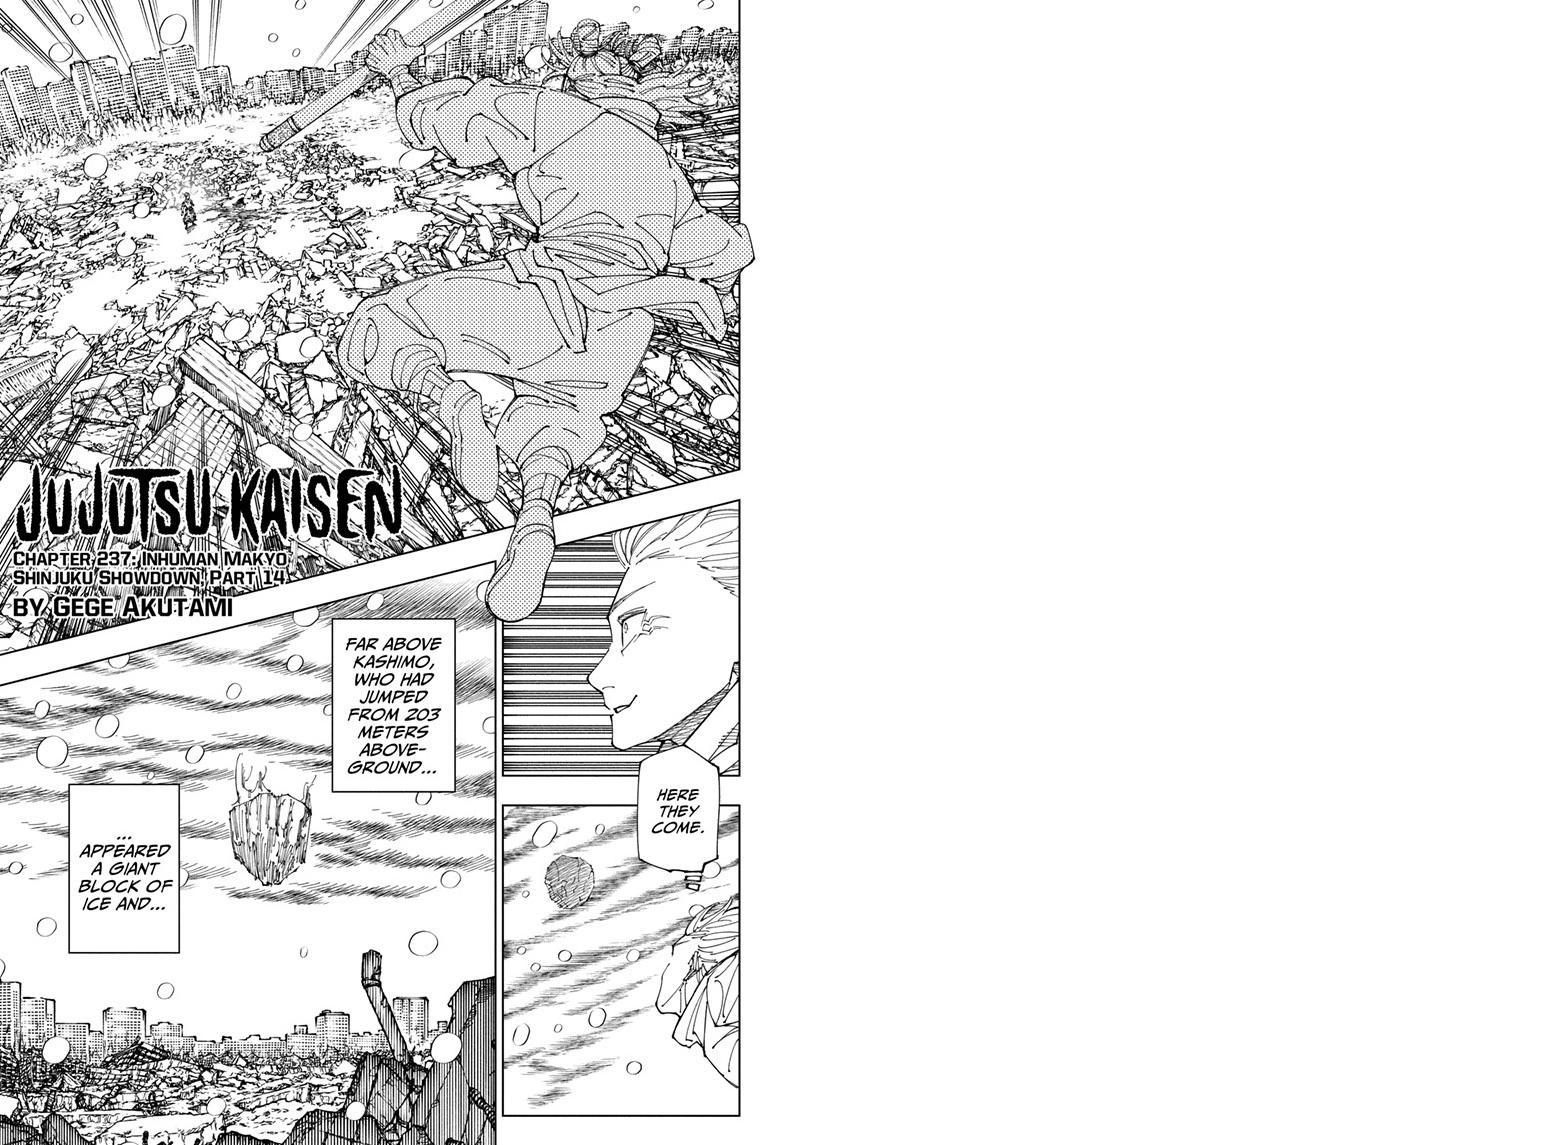 JUJUTSU KAISEN
CHAPTER 237: INHUMAN MAKYO
SHINJUKU SHOWDOWN, PART 14
BY GEGE AKUTAMI
HERE
THEY
COME.
FAR ABOVE
KASHIMO,
WHO HAD
JUMPED
FROM 203
METERS
ABOVE-
GROUND...
...
APPEARED
A GIANT
BLOCK OF
ICE AND...